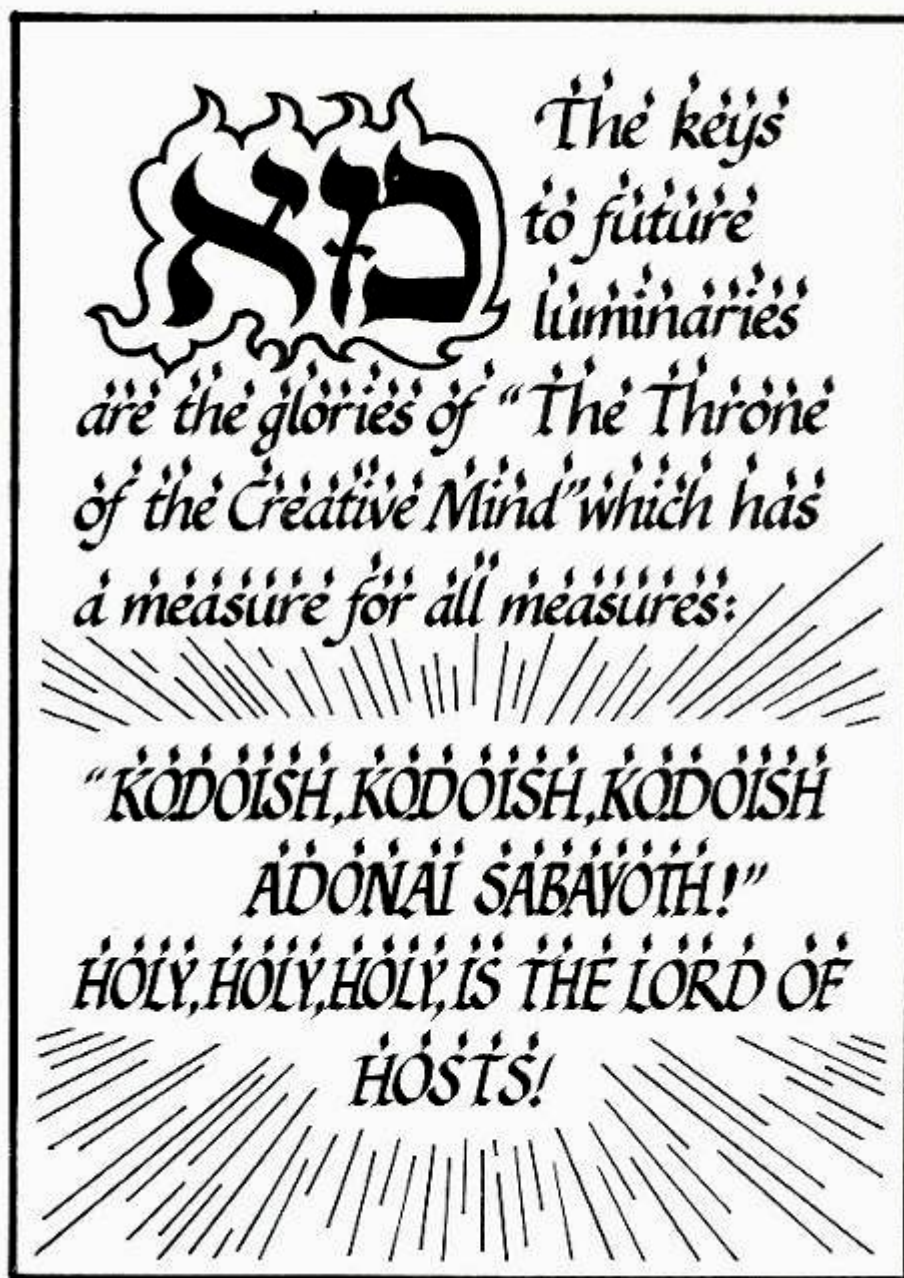 מא
The keys
to future
luminaries
are the glories of "The Throne
of the Creative Mind" which has
a measure for all measures:
"KODOISH, KODOISH, KODOISH
ADONAI SABAYOTH!"
HOLY, HOLY, HOLY, IS THE LORD OF
HOSTS!